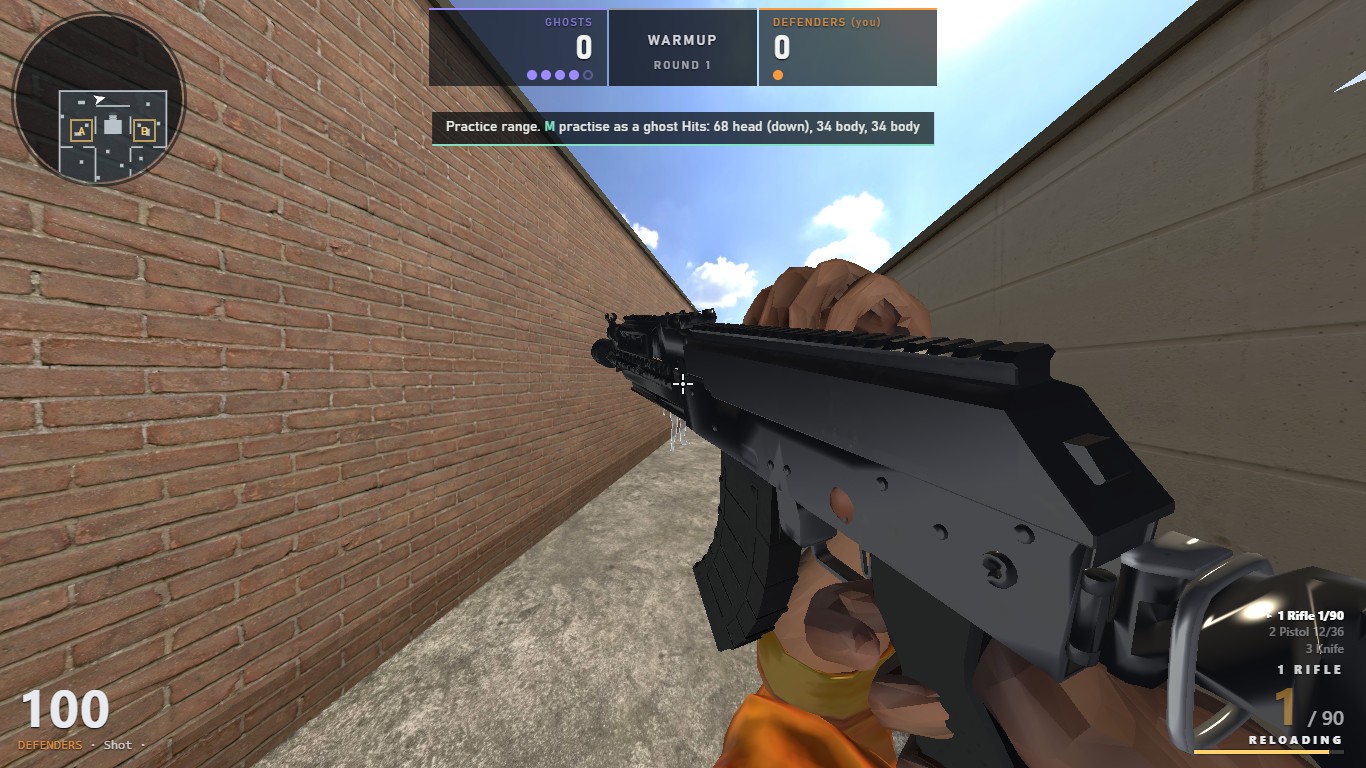 GHOSTS
0
WARMUP
ROUND 1
DEFENDERS (you)
0
Practice range. M practise as a ghost Hits: 68 head (down), 34 body, 34 body
A
B
1 Rifle 1/90
2 Pistol 12/36
3 Knife
1 RIFLE
1 / 90
RELOADING
100
DEFENDERS · Shot ·